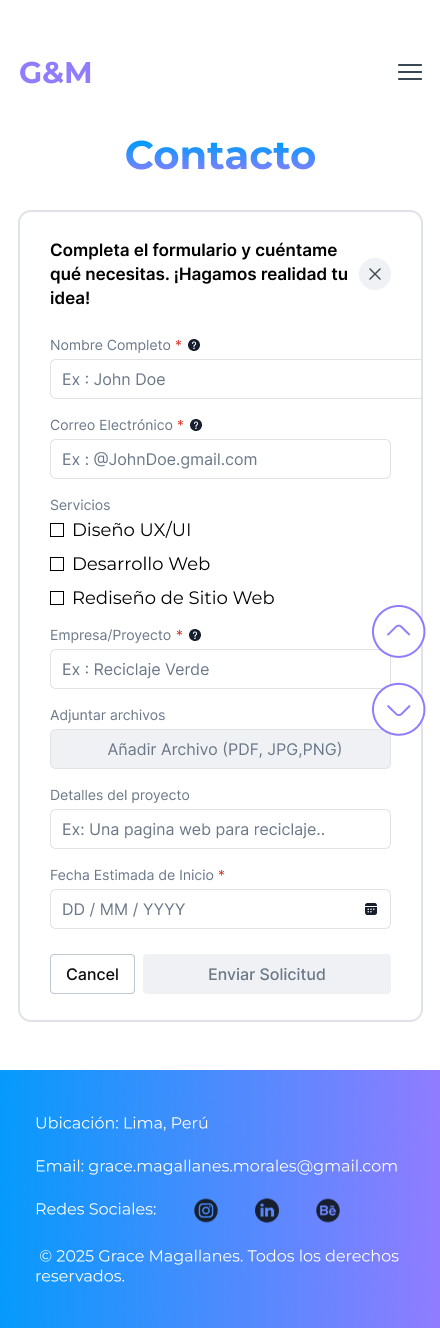 G&M
Contacto
Completa el formulario y cuéntame
qué necesitas. ¡Hagamos realidad tu
idea!
Nombre Completo * ?
Ex : John Doe
Correo Electrónico * ?
Ex : @JohnDoe.gmail.com
Servicios
Diseño UX/UI
Desarrollo Web
Rediseño de Sitio Web
Empresa/Proyecto * ?
Ex : Reciclaje Verde
Adjuntar archivos
Añadir Archivo (PDF, JPG,PNG)
Detalles del proyecto
Ex: Una pagina web para reciclaje..
Fecha Estimada de Inicio *
DD / MM / YYYY
Cancel Enviar Solicitud
Ubicación: Lima, Perú
Email: grace.magallanes.morales@gmail.com
Redes Sociales: in Bē
© 2025 Grace Magallanes. Todos los derechos
reservados.